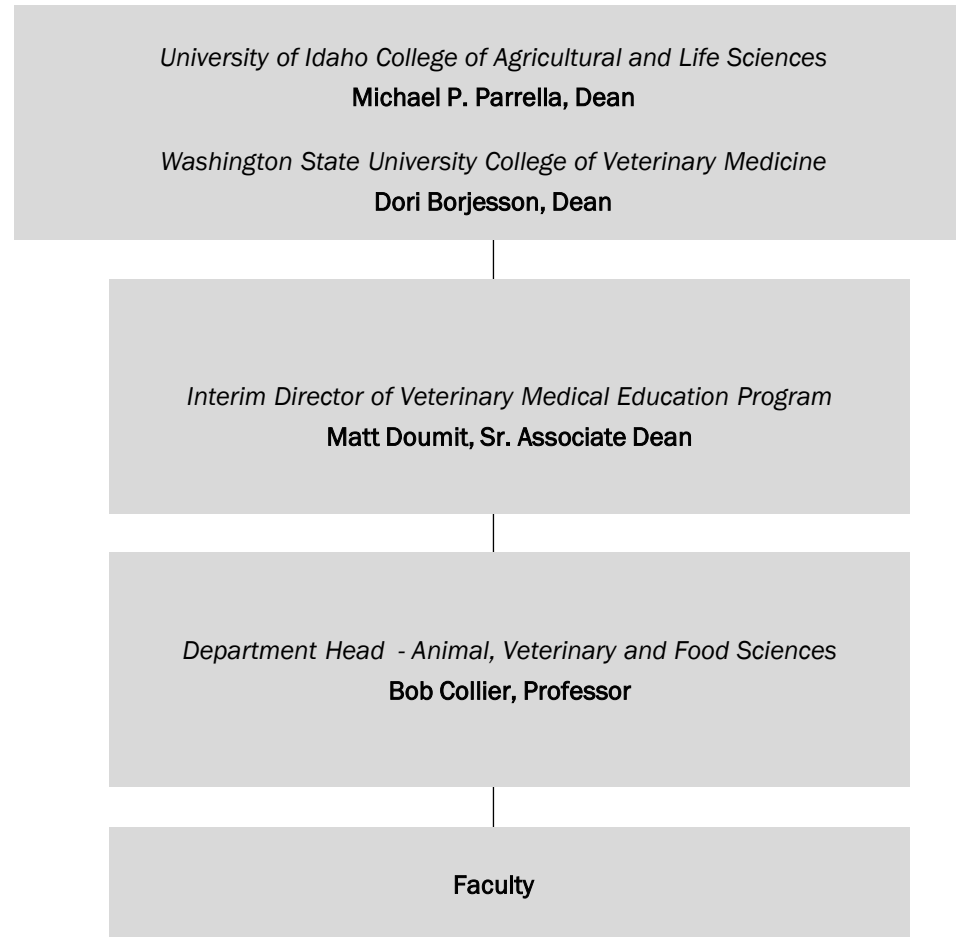 University of Idaho College of Agricultural and Life Sciences
Michael P. Parrella, Dean
Washington State University College of Veterinary Medicine
Dori Borjesson, Dean
Interim Director of Veterinary Medical Education Program
Matt Doumit, Sr. Associate Dean
Department Head  - Animal, Veterinary and Food Sciences
Bob Collier, Professor
Faculty